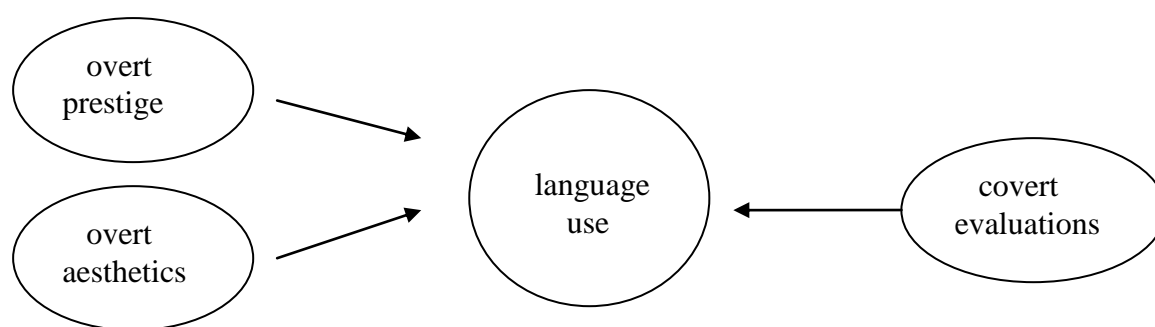 overt
prestige
overt
aesthetics
language
use
covert
evaluations